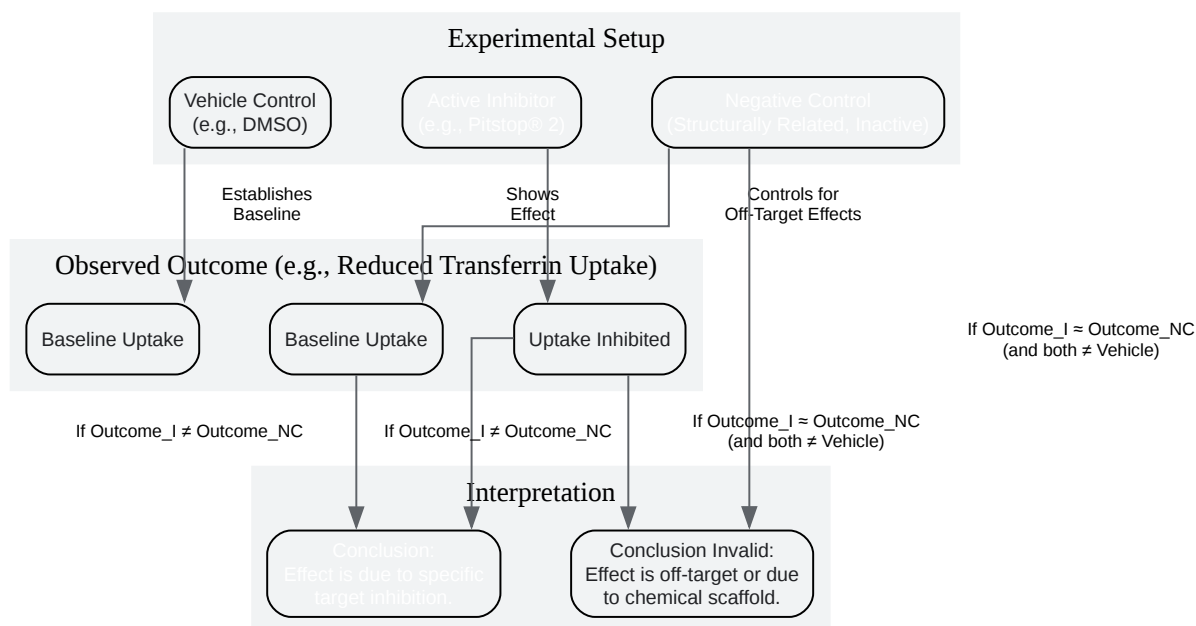 Experimental Setup
Vehicle Control
(e.g., DMSO)
Active Inhibitor
(e.g., Pitstop® 2)
Negative Control
(Structurally Related, Inactive)
Establishes
Baseline
Shows
Effect
Controls for
Off-Target Effects
Observed Outcome (e.g., Reduced Transferrin Uptake)
Baseline Uptake
Baseline Uptake
Uptake Inhibited
If Outcome_I ≈ Outcome_NC
(and both ≠ Vehicle)
If Outcome_I ≠ Outcome_NC
If Outcome_I ≠ Outcome_NC
If Outcome_I ≈ Outcome_NC
(and both ≠ Vehicle)
Interpretation
Conclusion:
Effect is due to specific
target inhibition.
Conclusion Invalid:
Effect is off-target or due
to chemical scaffold.